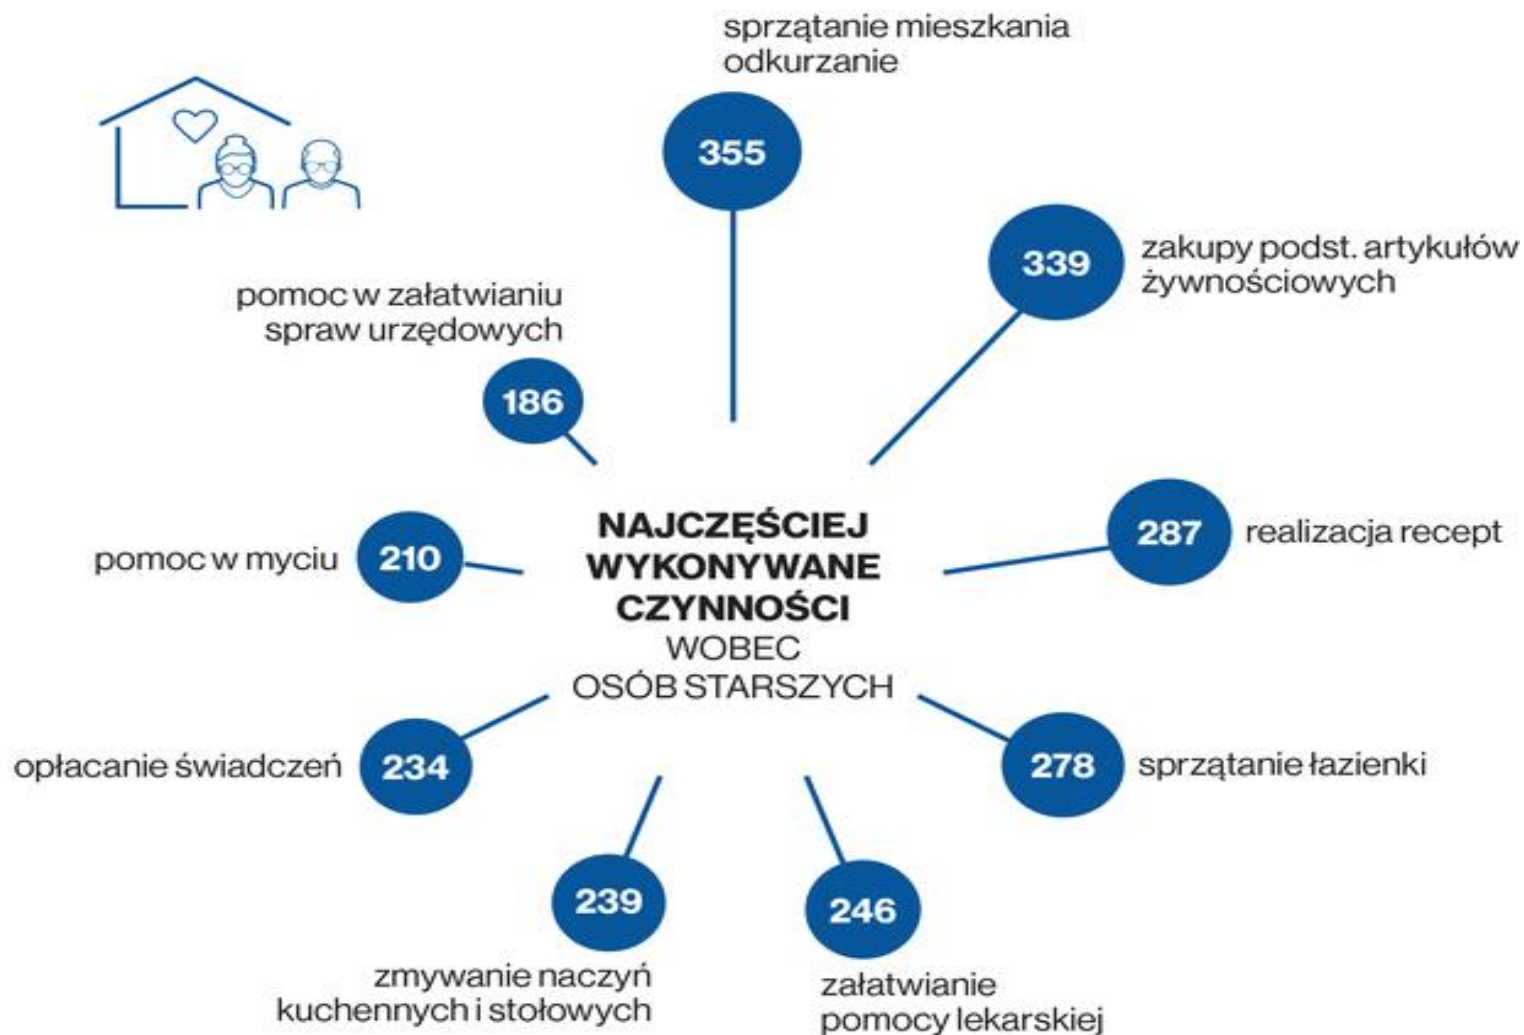 sprzątanie mieszkania
odkurzanie
355
339
zakupy podst. artykułów
żywnościowych
287
realizacja recept
278
sprzątanie łazienki
246
załatwianie
pomocy lekarskiej
239
zmywanie naczyń
kuchennych i stołowych
opłacanie świadczeń
234
pomoc w myciu
210
pomoc w załatwianiu
spraw urzędowych
186
NAJCZĘŚCIEJ
WYKONYWANE
CZYNNOŚCI
WOBEC
OSÓB STARSZYCH